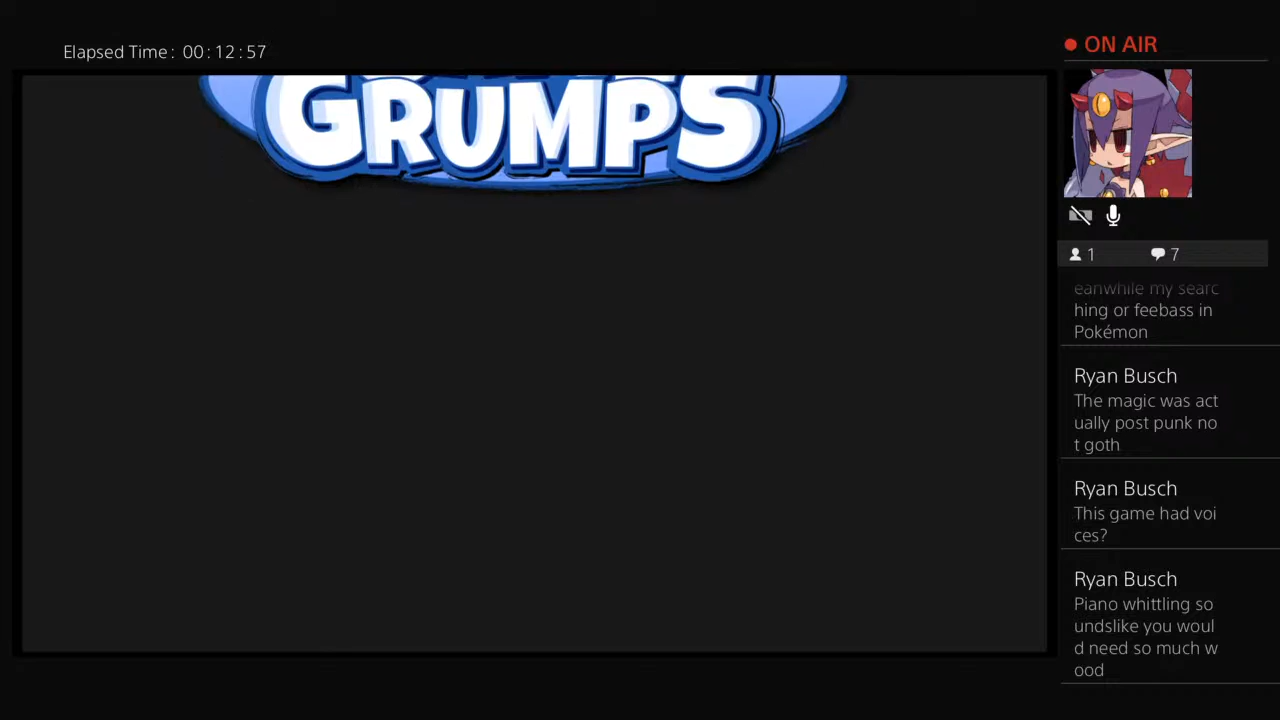 Elapsed Time: 00:12:57
GRUMPS
ON AIR
1
7
eanwhile my searc
hing or feebass in
Pokémon
Ryan Busch
The magic was act
ually post punk no
t goth
Ryan Busch
This game had voi
ces?
Ryan Busch
Piano whittling so
undslike you woul
d need so much w
ood